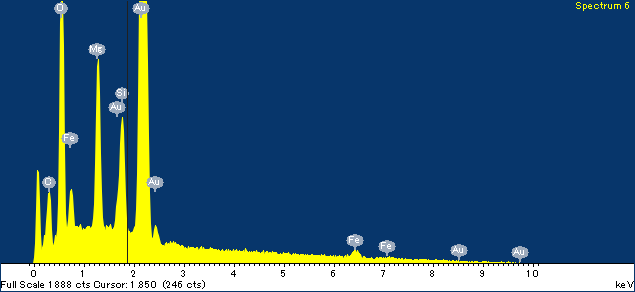 Spectrum 6
O Au
Mg
Si
Au
Fe
O Au
Fe Fe Au Au
0 1 2 3 4 5 6 7 8 9 10
Full Scale 1888 cts Cursor: 1.850 (246 cts) keV